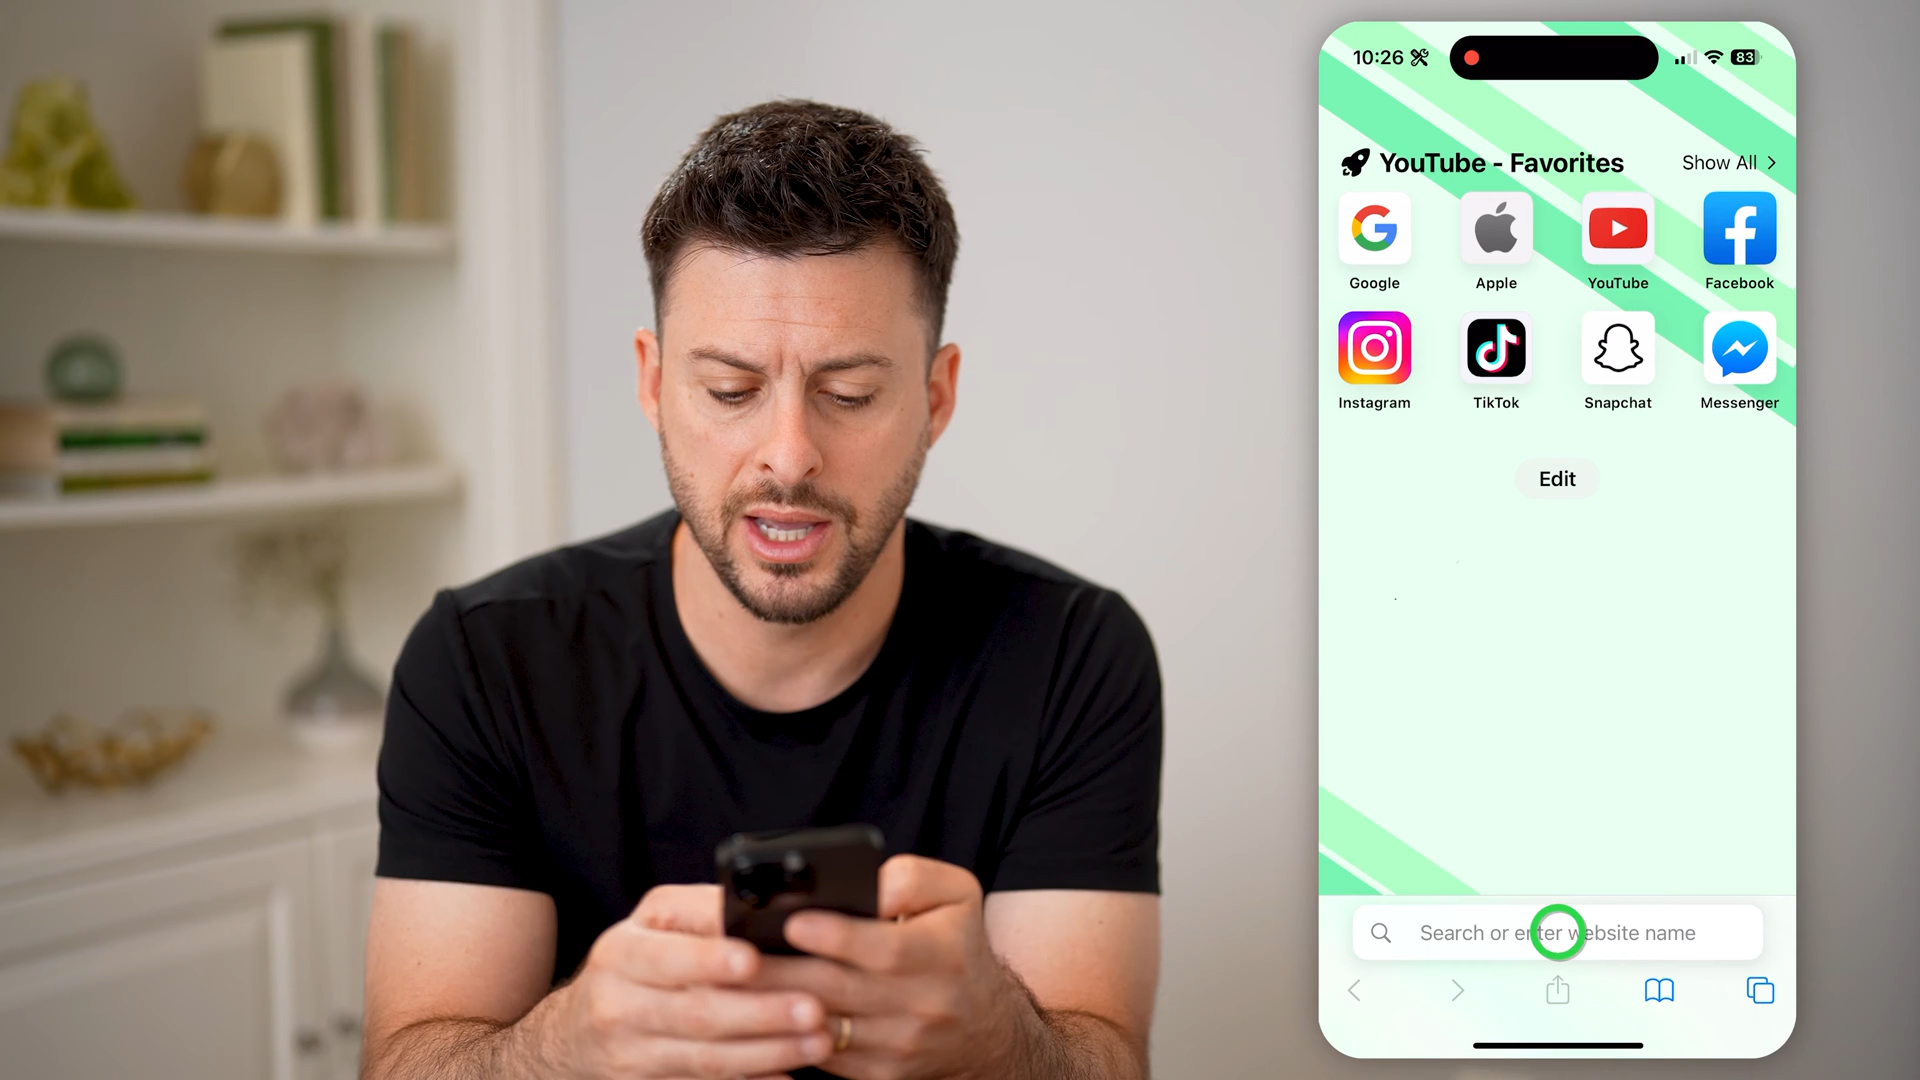 10:26
83
YouTube - Favorites
Show All
Google
Apple
YouTube
Facebook
Instagram
TikTok
Snapchat
Messenger
Edit
Search or enter website name